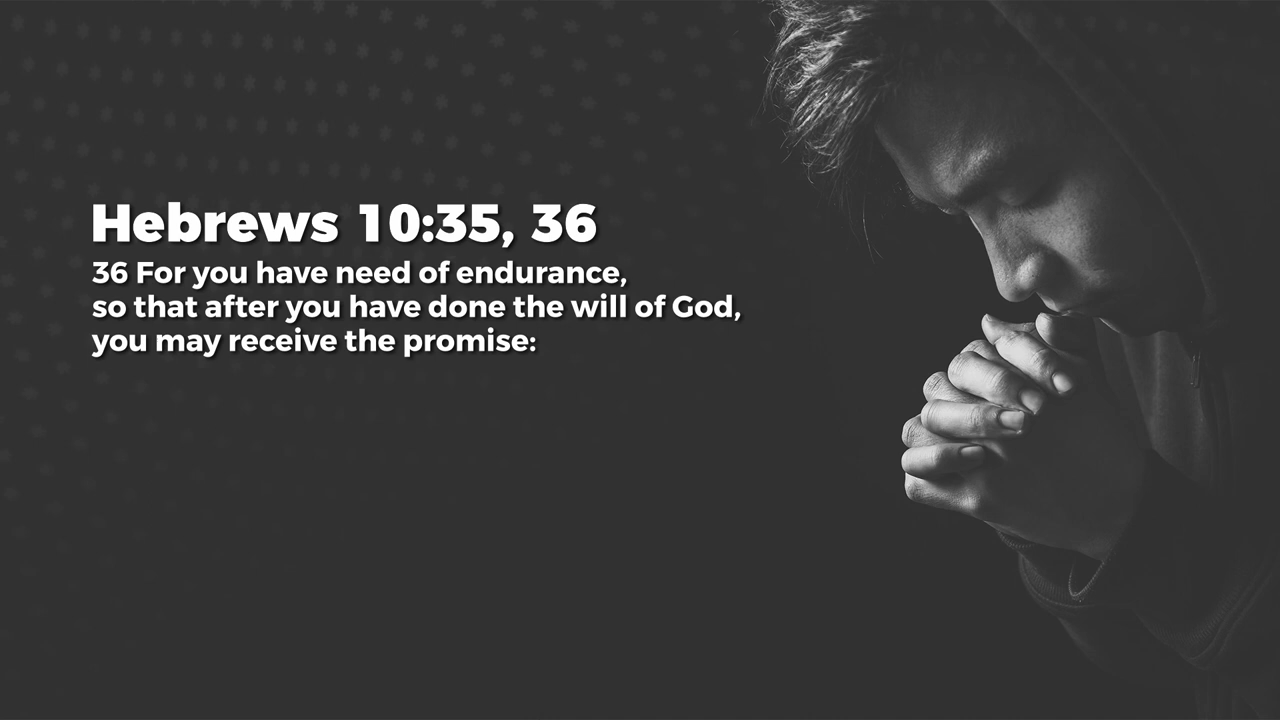 Hebrews 10:35, 36
36 For you have need of endurance,
so that after you have done the will of God,
you may receive the promise: